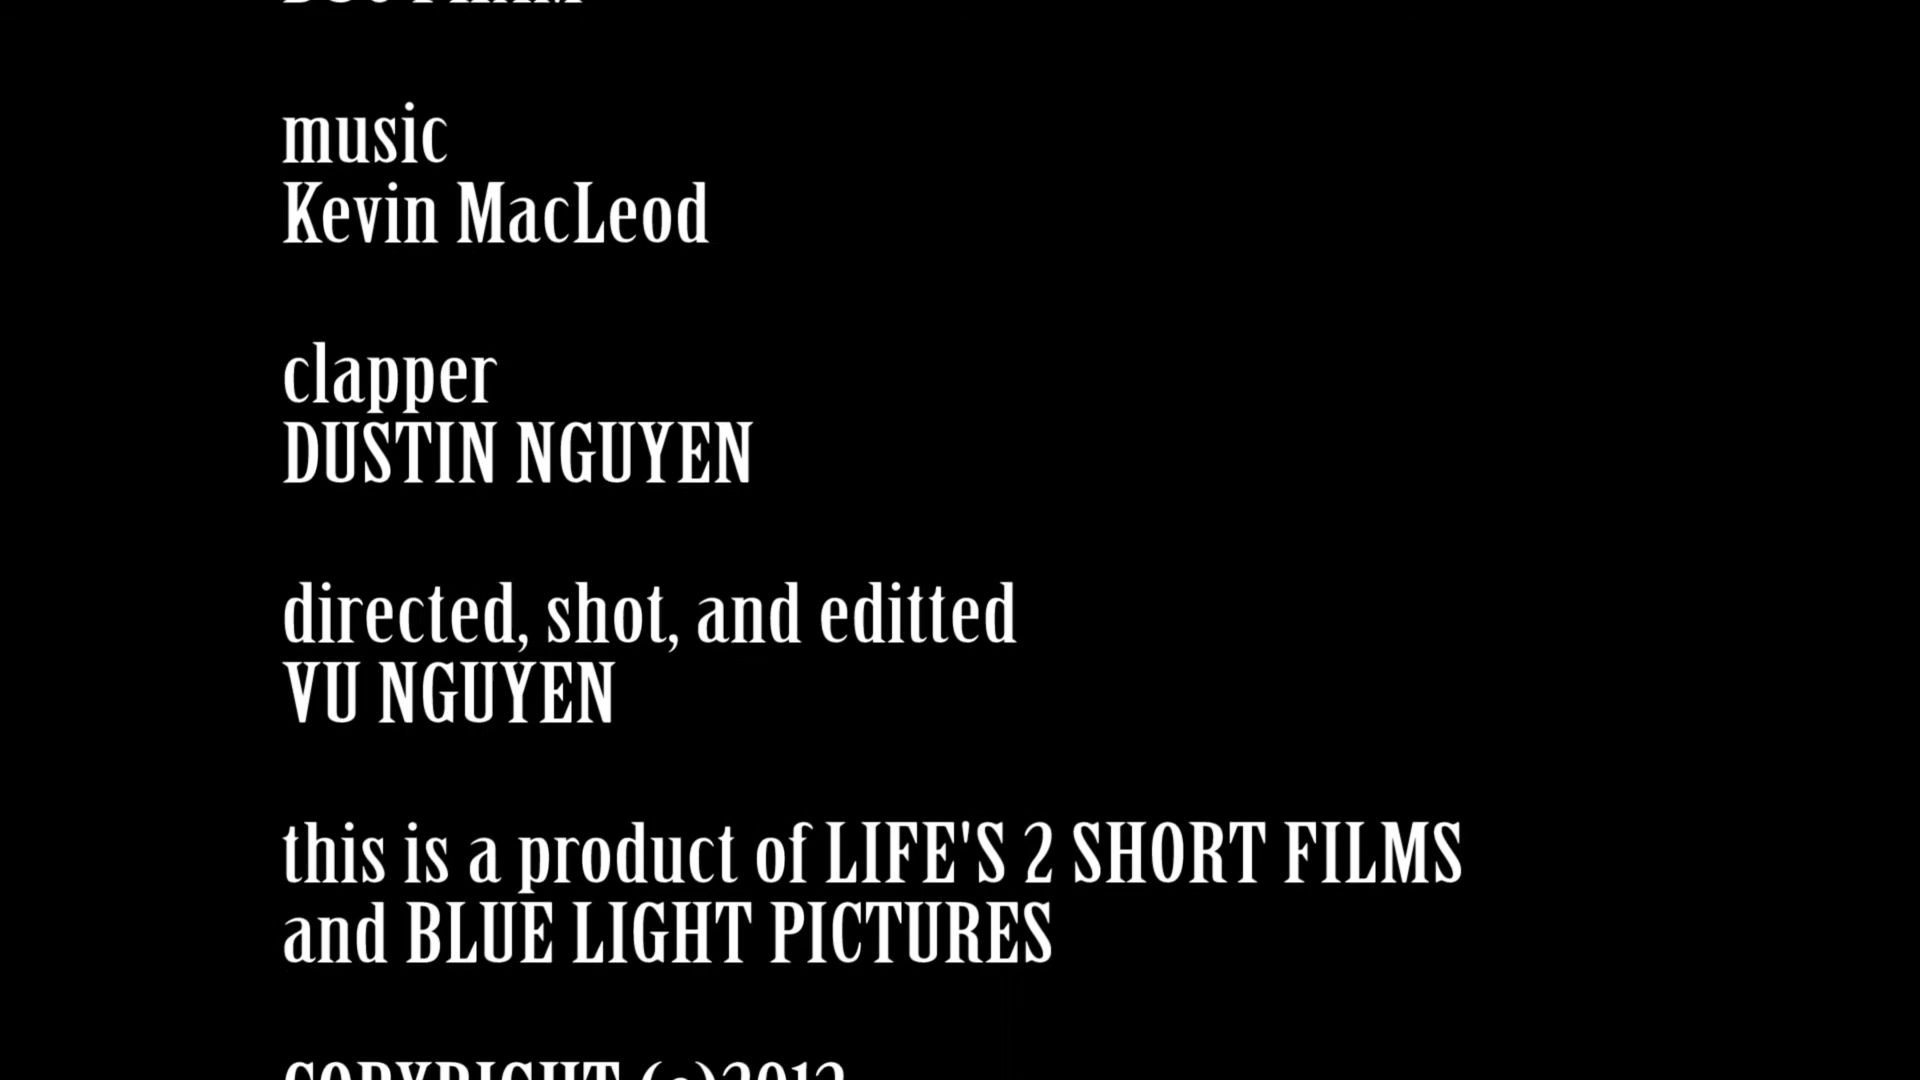 music
Kevin MacLeod
clapper
DUSTIN NGUYEN
directed, shot, and editted
VU NGUYEN
this is a product of LIFE'S 2 SHORT FILMS
and BLUE LIGHT PICTURES
COPYRIGHT